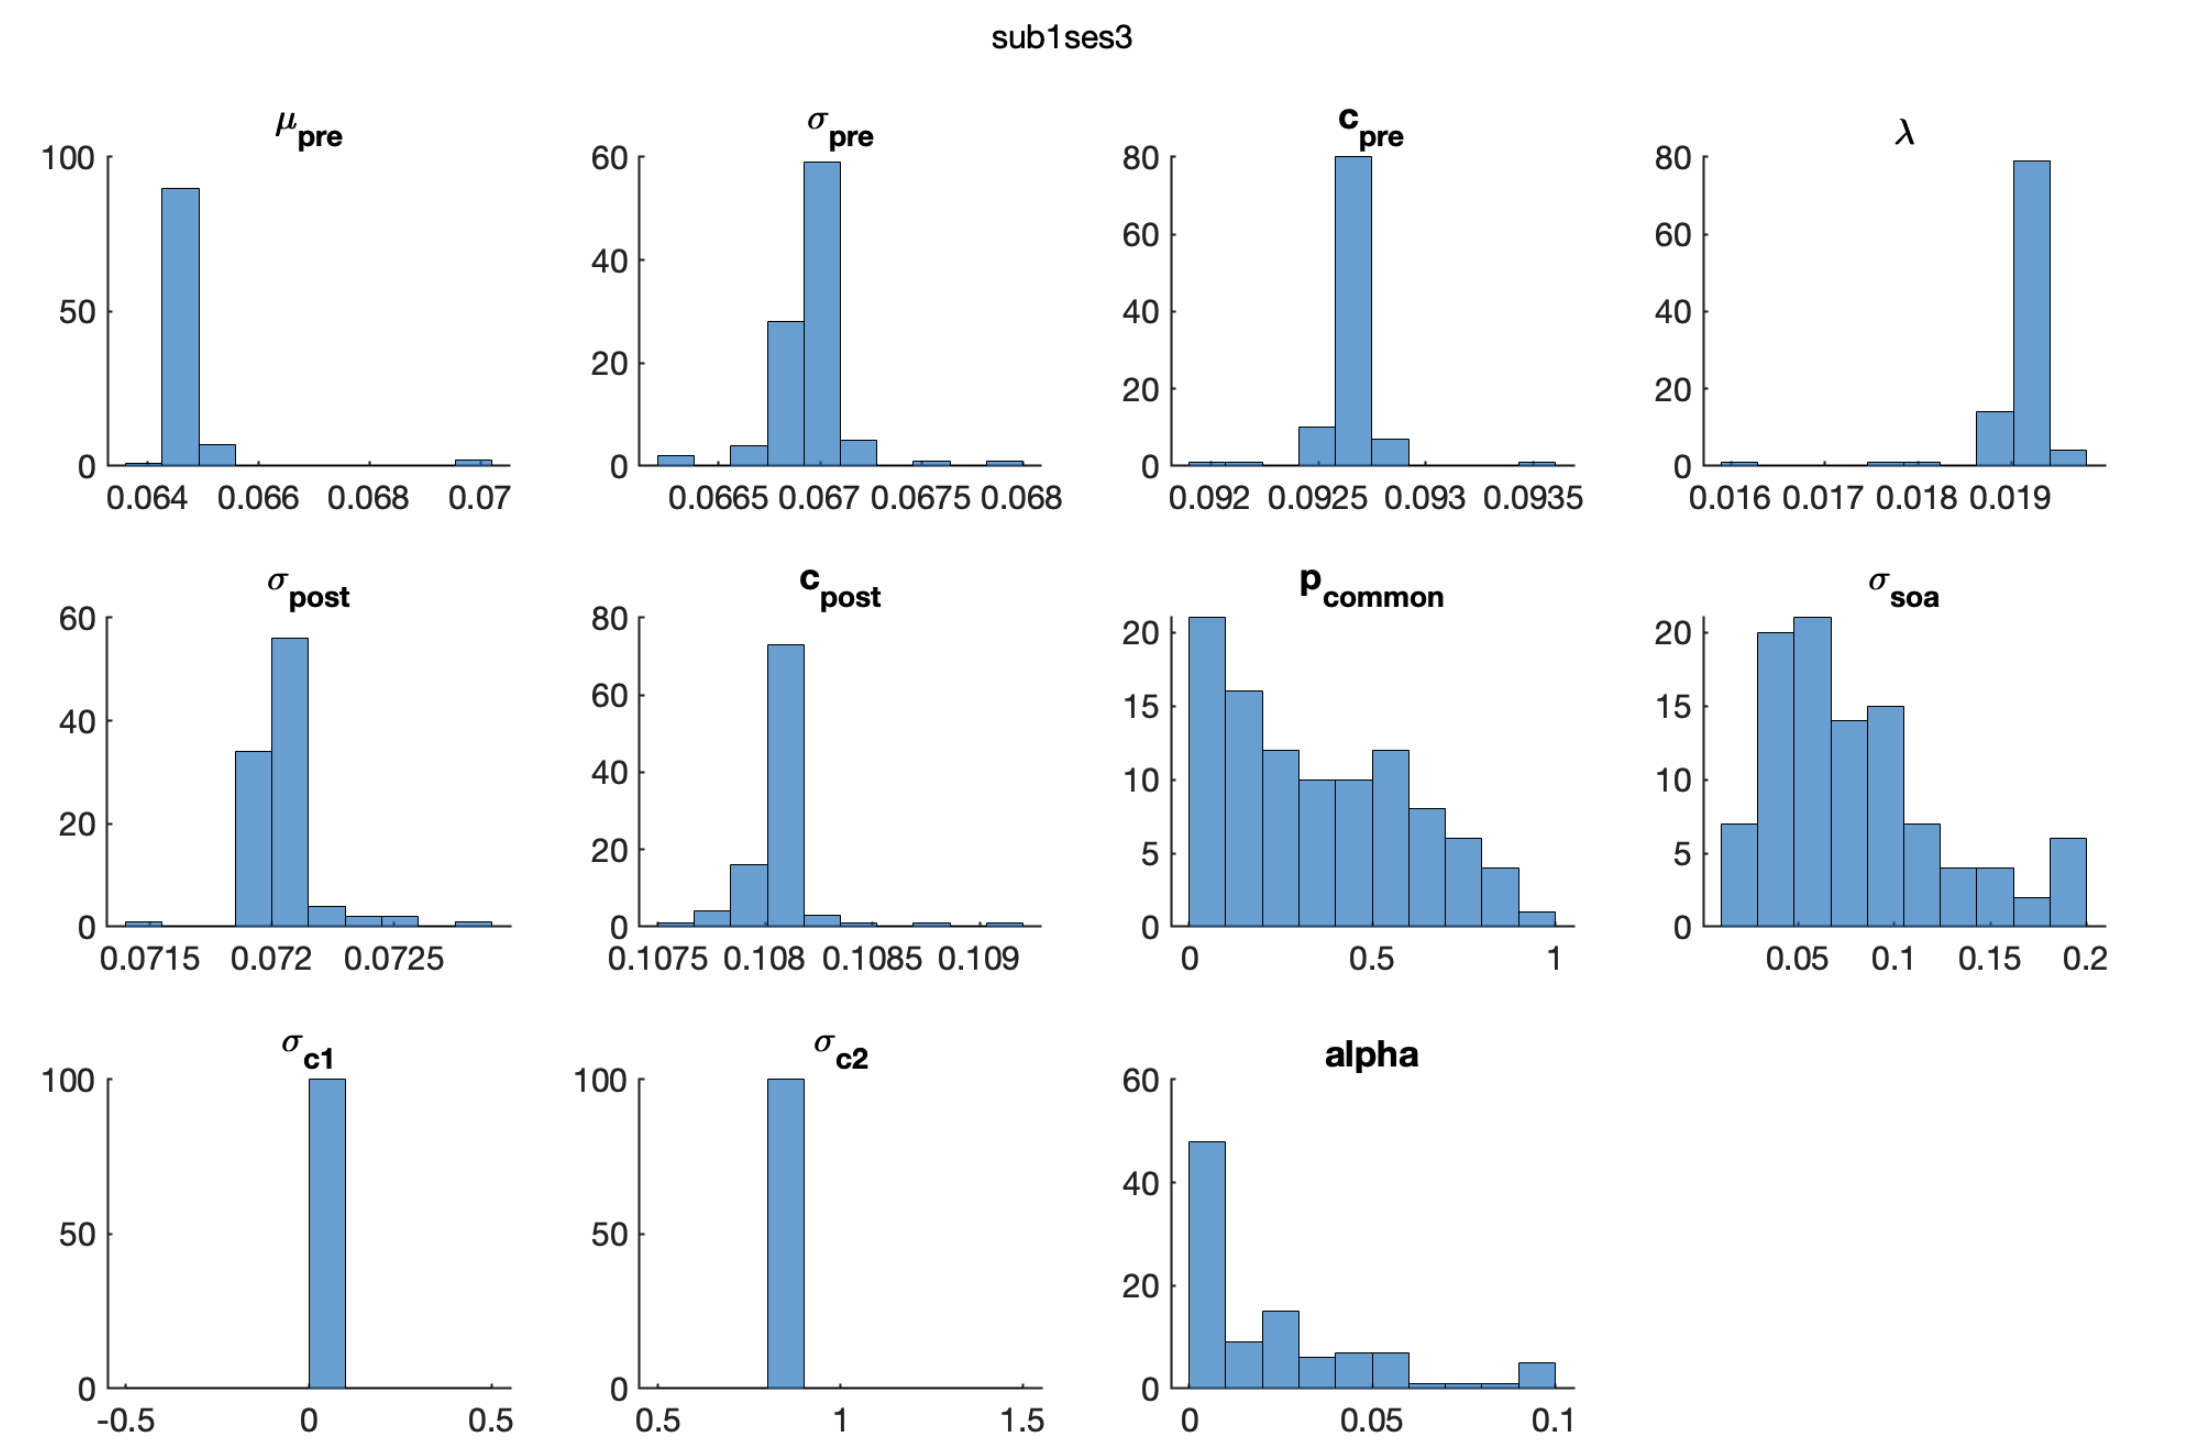 sub1ses3
μpre
100
50
0
0.064 0.066 0.068 0.07
σpre
60
40
20
0
0.0665 0.067 0.0675 0.068
cpre
80
60
40
20
0
0.092 0.0925 0.093 0.0935
λ
80
60
40
20
0
0.016 0.017 0.018 0.019
σpost
60
40
20
0
0.0715 0.072 0.0725
cpost
80
60
40
20
0
0.1075 0.108 0.1085 0.109
pcommon
20
15
10
5
0
0 0.5 1
σsoa
20
15
10
5
0
0.05 0.1 0.15 0.2
σc1
100
50
0
-0.5 0 0.5
σc2
100
50
0
0.5 1 1.5
alpha
60
40
20
0
0 0.05 0.1